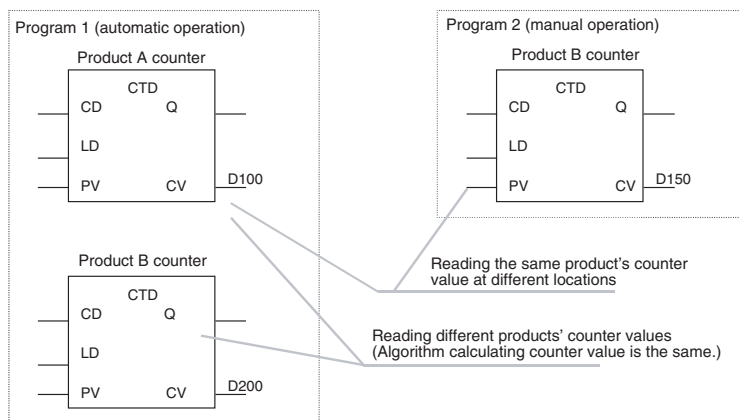 Program 1 (automatic operation)
Product A counter
CTD
CD Q
LD
PV CV D100
Product B counter
CTD
CD Q
LD
PV CV D200
Program 2 (manual operation)
Product B counter
CTD
CD Q
LD
PV CV D150
Reading the same product's counter
value at different locations
Reading different products' counter values
(Algorithm calculating counter value is the same.)